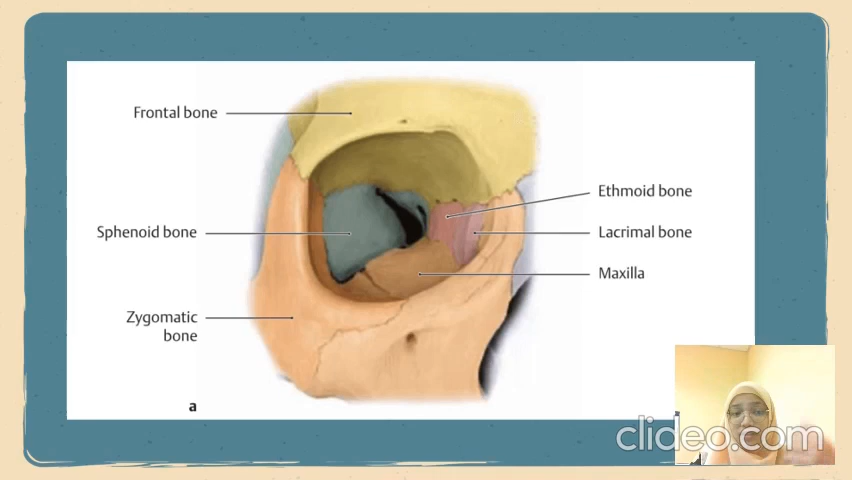 Frontal bone
Ethmoid bone
Sphenoid bone
Lacrimal bone
Maxilla
Zygomatic
bone
a
clideo.com